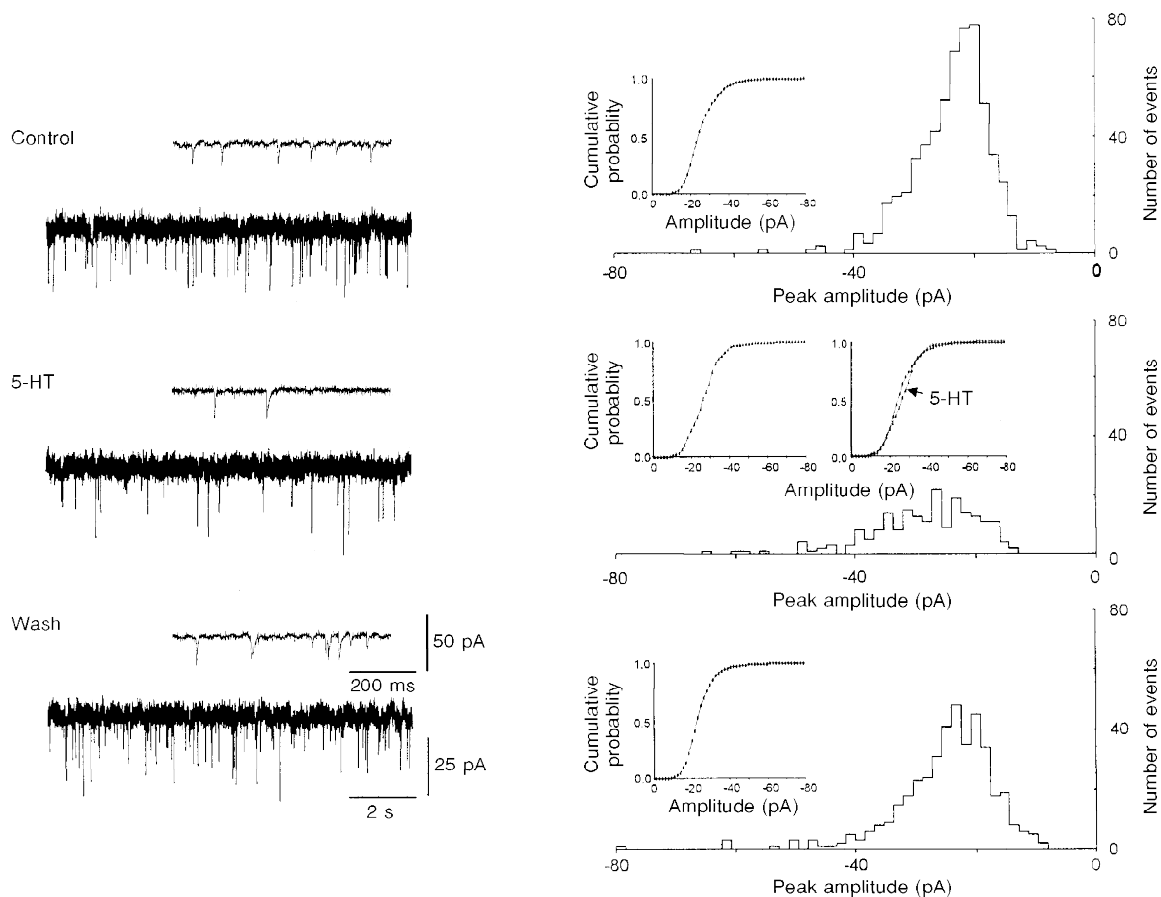 Control
5-HT
Wash
50 pA
200 ms
25 pA
2 s
80
40
0
Number of events
1.0
0.5
0.0
Cumulative
probablity
0 -20 -40 -60 -80
Amplitude (pA)
-80 -40 0
Peak amplitude (pA)
80
40
0
Number of events
1.0
0.5
0.0
Cumulative
probablity
0 -20 -40 -60 -80
1.0
0.5
0.0
5-HT
0 -20 -40 -60 -80
Amplitude (pA)
-80 -40 0
Peak amplitude (pA)
80
40
0
Number of events
1.0
0.5
0.0
Cumulative
probablity
0 -20 -40 -60 -80
Amplitude (pA)
-80 -40 0
Peak amplitude (pA)